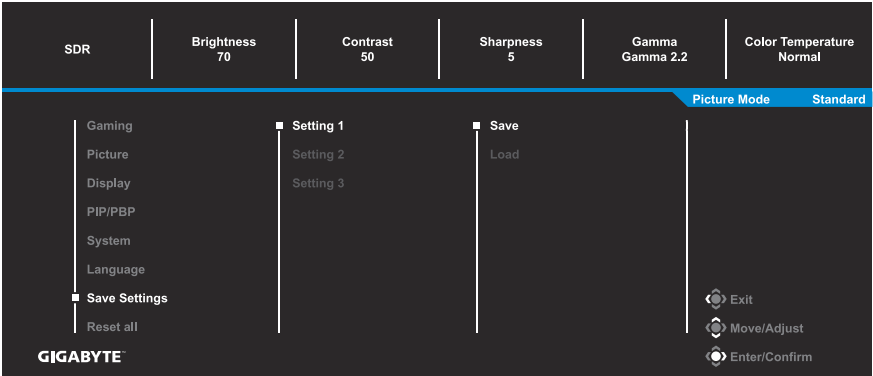 SDR
Brightness
70
Contrast
50
Sharpness
5
Gamma
Gamma 2.2
Color Temperature
Normal
Picture Mode Standard
Gaming
Picture
Display
PIP/PBP
System
Language
Save Settings
Reset all
Setting 1
Setting 2
Setting 3
Save
Load
Exit
Move/Adjust
Enter/Confirm
GIGABYTE™